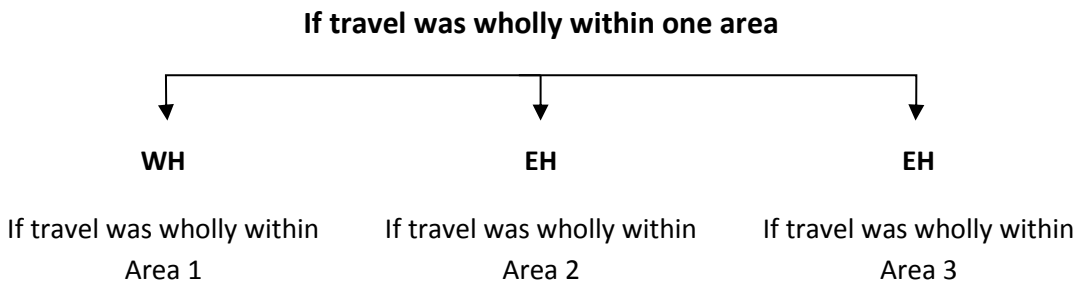 If travel was wholly within one area
WH
EH
EH
If travel was wholly within
Area 1
If travel was wholly within
Area 2
If travel was wholly within
Area 3